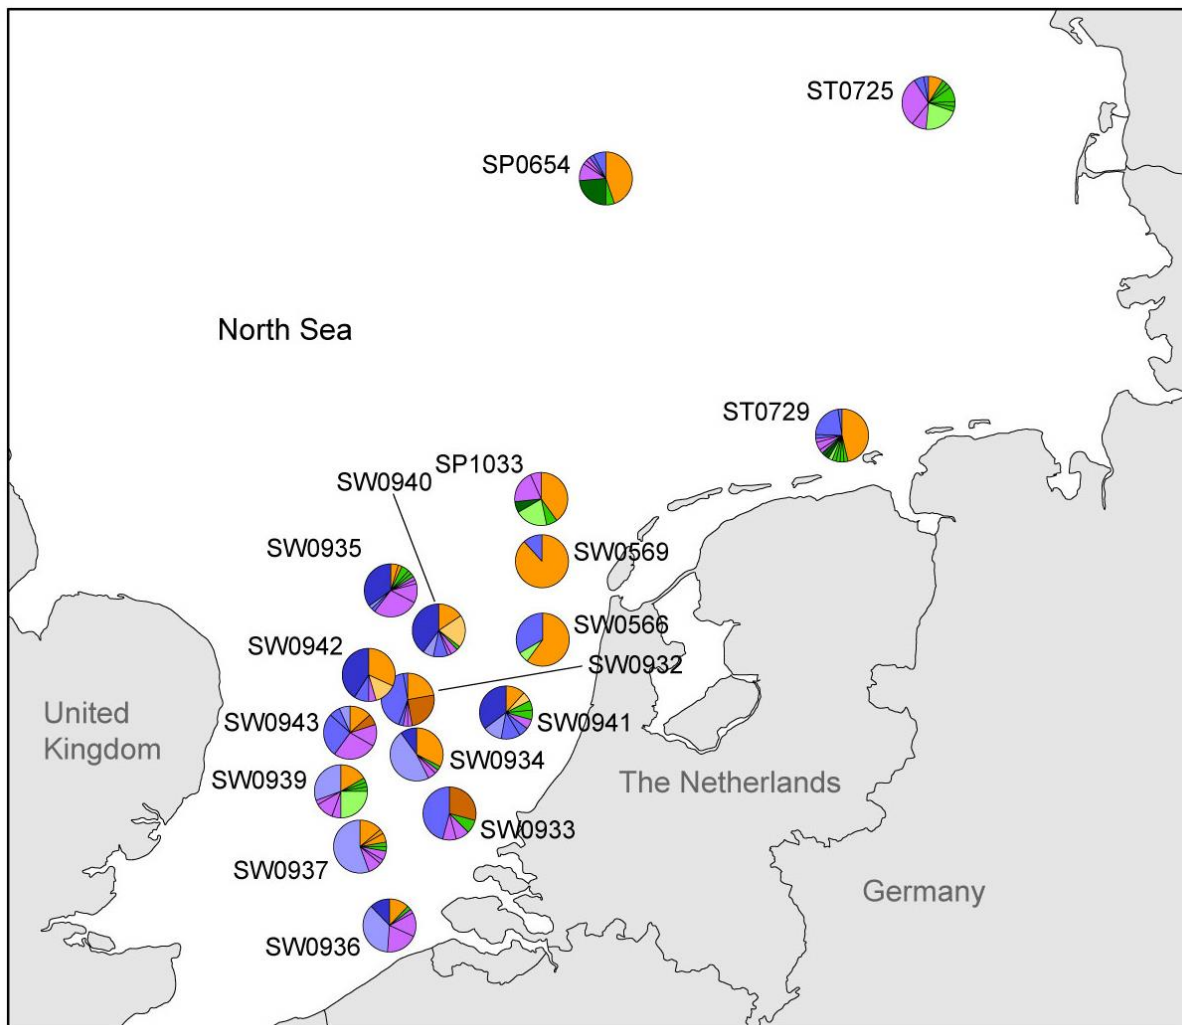 ST0725
SP0654
North Sea
ST0729
SP1033
SW0940
SW0935
SW0569
SW0566
SW0942
SW0932
United
Kingdom
SW0943
SW0941
SW0934
The Netherlands
SW0939
SW0933
SW0937
Germany
SW0936